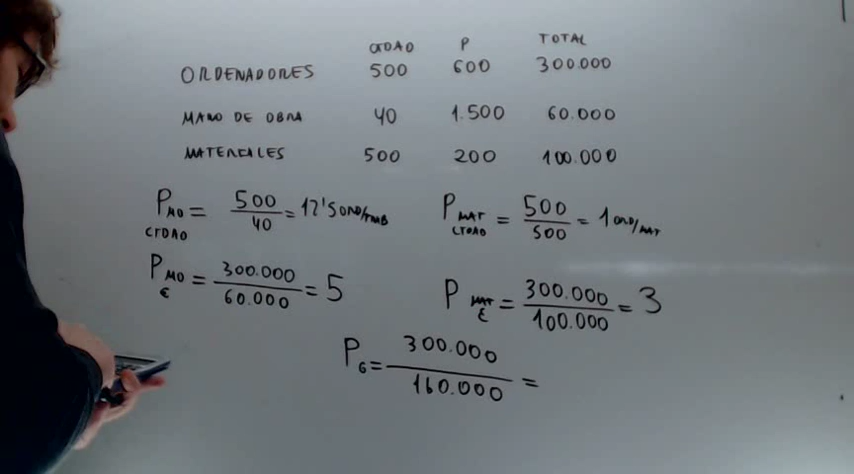 CTDAD P TOTAL
ORDENADORES 500 600 300.000
MANO DE OBRA 40 1.500 60.000
MATERIALES 500 200 100.000
P MO CTDAD = 500/40 = 12'5 ORD/TRAB P MAT CTDAD = 500/500 = 1 ORD/MAT
P MO € = 300.000/60.000 = 5 P MAT € = 300.000/100.000 = 3
P G = 300.000/160.000 =